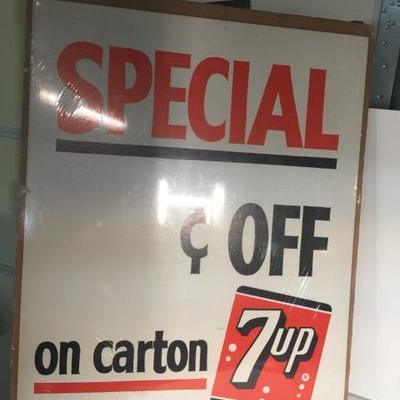 SPECIAL
¢ OFF
on carton 7up